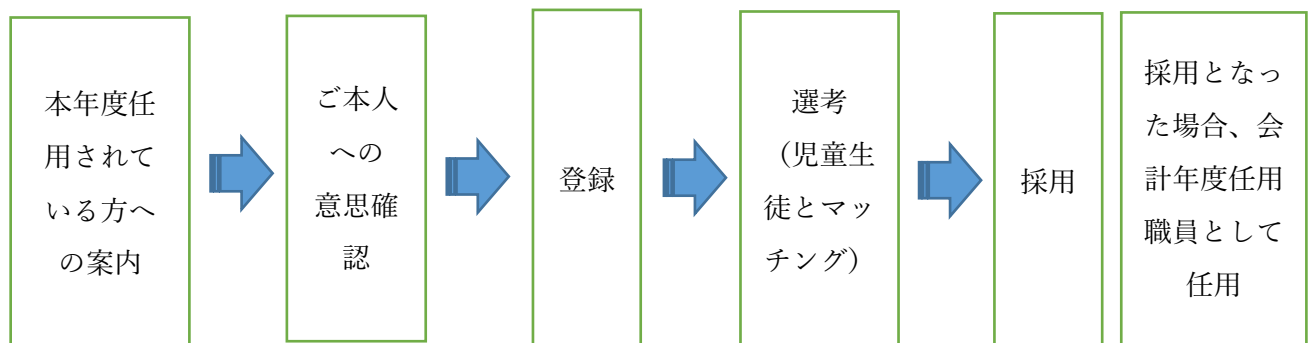 本年度任
用されて
いる方へ
の案内
ご本人
への
意思確
認
登録
選考
（児童生
徒とマッ
チング）
採用
採用となっ
た場合、会
計年度任用
職員として
任用